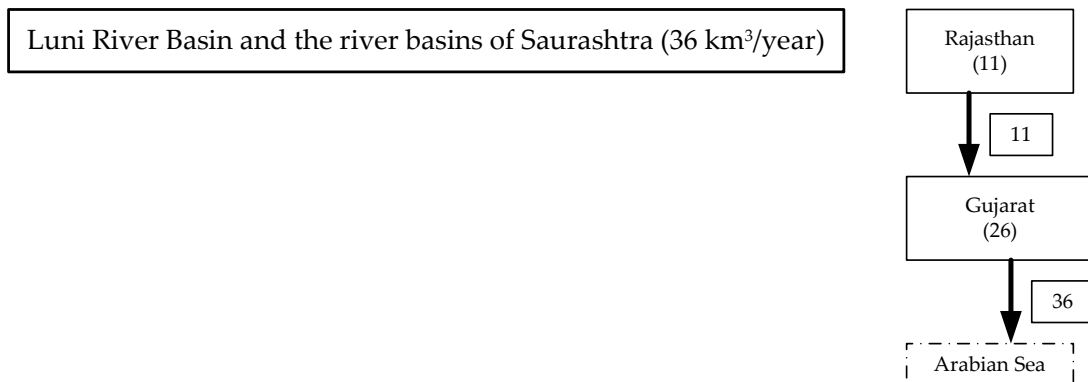 Luni River Basin and the river basins of Saurashtra (36 km³/year)
Rajasthan
(11)
11
Gujarat
(26)
36
Arabian Sea